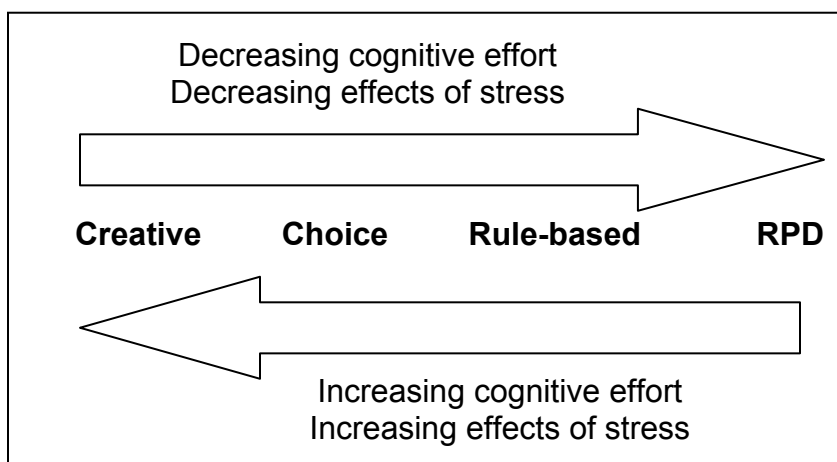 Decreasing cognitive effort
Decreasing effects of stress
Creative Choice Rule-based RPD
Increasing cognitive effort
Increasing effects of stress